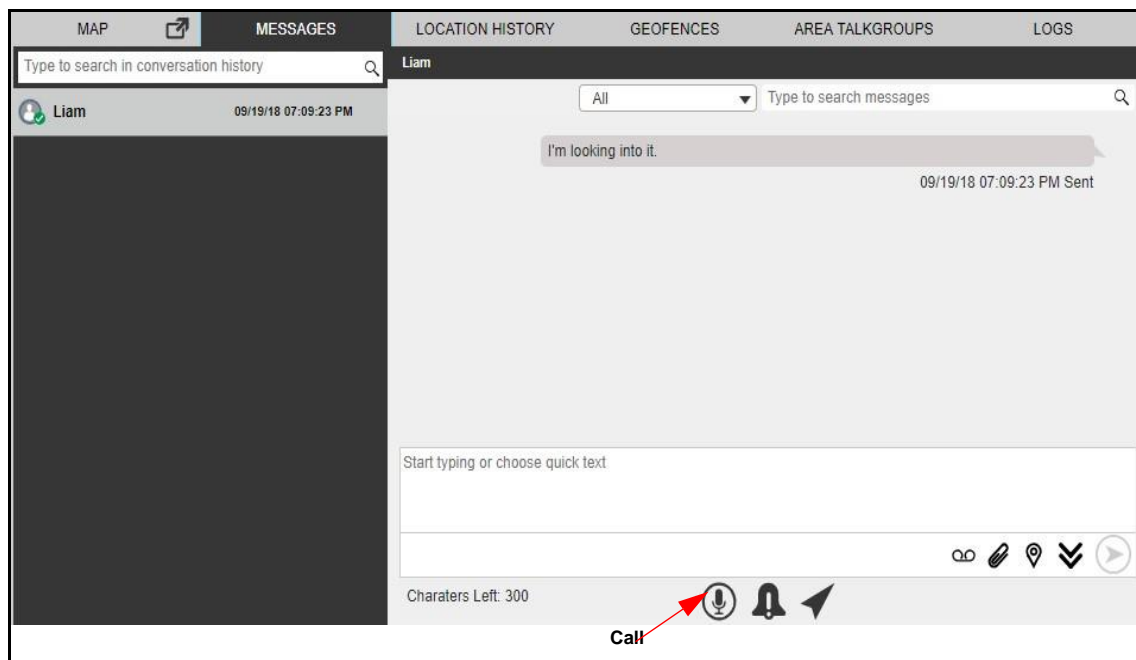 MAP MESSAGES LOCATION HISTORY GEOFENCES AREA TALKGROUPS LOGS
Type to search in conversation history
Liam 09/19/18 07:09:23 PM
Liam
All Type to search messages
I'm looking into it.
09/19/18 07:09:23 PM Sent
Start typing or choose quick text
Charaters Left: 300
Call